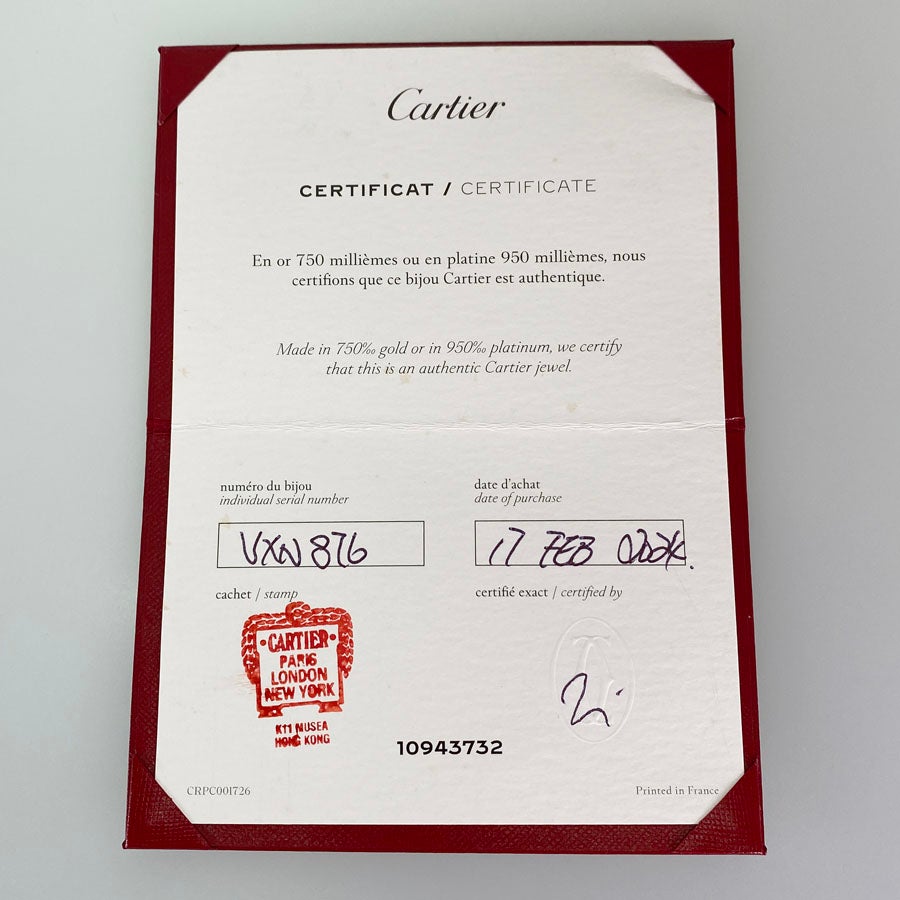 Cartier
CERTIFICAT / CERTIFICATE
En or 750 millièmes ou en platine 950 millièmes, nous
certifions que ce bijou Cartier est authentique.
Made in 750‰ gold or in 950‰ platinum, we certify
that this is an authentic Cartier jewel.
numéro du bijou
individual serial number
VXN876
date d'achat
date of purchase
17 FEB
cachet / stamp
certifié exact / certified by
CARTIER
PARIS
LONDON
NEW YORK
K11 MUSEA
HONG KONG
10943732
CRPC001726
Printed in France